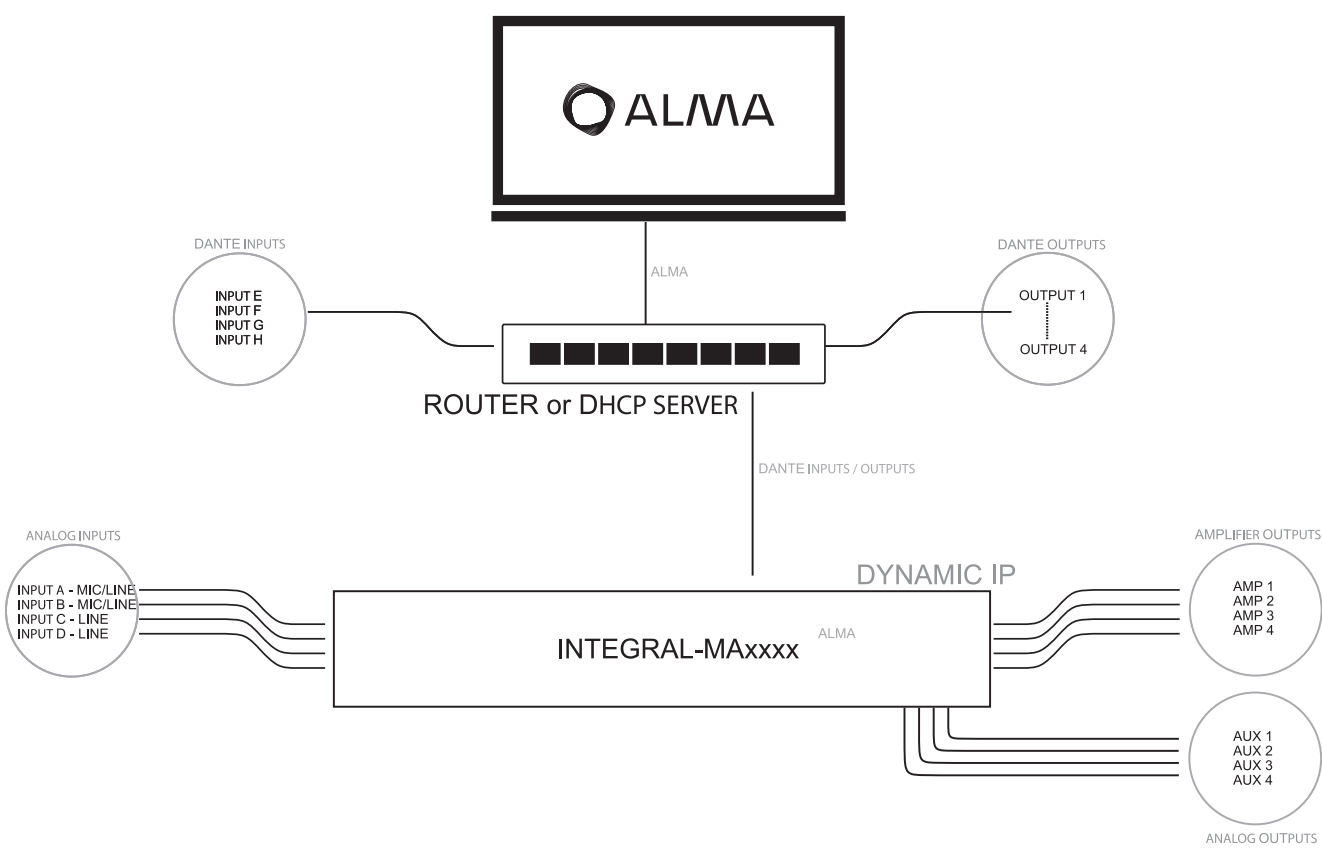 ALMA
DANTE INPUTS
INPUT E
INPUT F
INPUT G
INPUT H
ALMA
DANTE OUTPUTS
OUTPUT 1
OUTPUT 4
ROUTER or DHCP SERVER
DANTE INPUTS / OUTPUTS
ANALOG INPUTS
INPUT A - MIC/LINE
INPUT B - MIC/LINE
INPUT C - LINE
INPUT D - LINE
DYNAMIC IP
INTEGRAL-MAxxxx
ALMA
AMPLIFIER OUTPUTS
AMP 1
AMP 2
AMP 3
AMP 4
AUX 1
AUX 2
AUX 3
AUX 4
ANALOG OUTPUTS